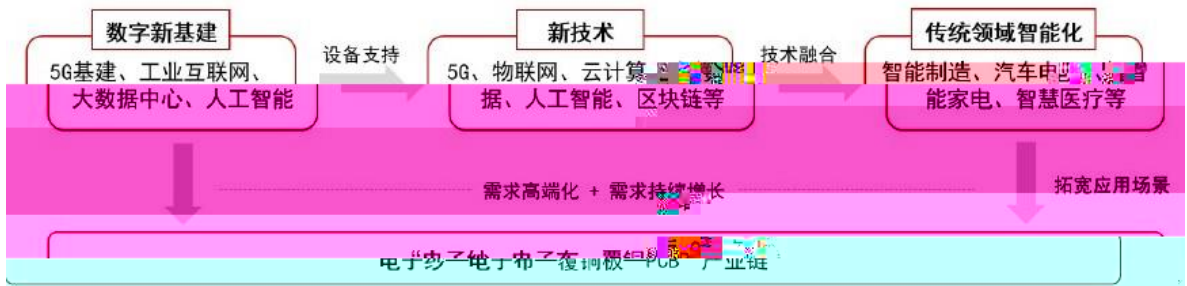 数字新基建
新技术
传统领域智能化
设备支持
技术融合
5G基建、工业互联网、
大数据中心、人工智能
5G、物联网、云计算
据、人工智能、区块链等
智能制造、汽车电
能家电、智慧医疗等
需求高端化 + 需求持续增长
拓宽应用场景
覆铜板 PCB" 产业链